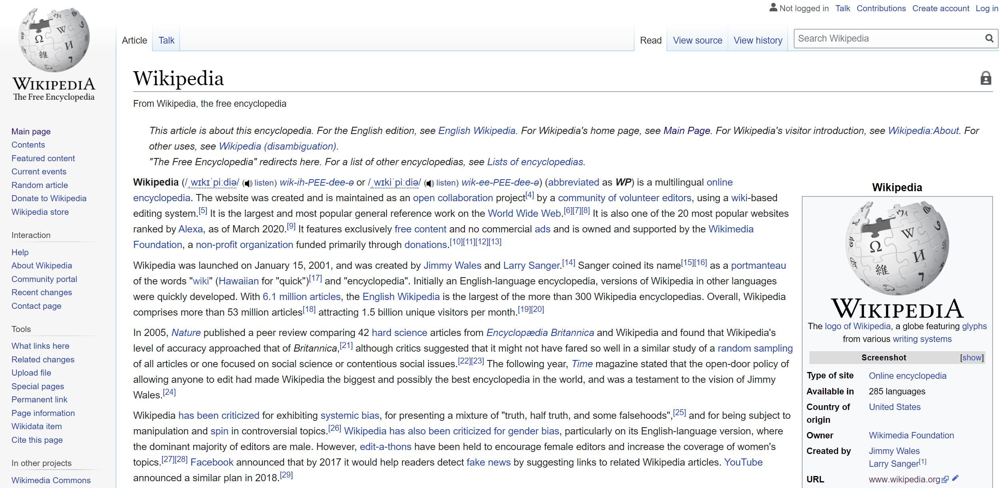 Not logged in Talk Contributions Create account Log in
Article Talk Read View source View history Search Wikipedia
WIKIPEDIA
The Free Encyclopedia
Main page
Contents
Featured content
Current events
Random article
Donate to Wikipedia
Wikipedia store
Interaction
Help
About Wikipedia
Community portal
Recent changes
Contact page
Tools
What links here
Related changes
Upload file
Special pages
Permanent link
Page information
Wikidata item
Cite this page
In other projects
Wikimedia Commons
Wikipedia
From Wikipedia, the free encyclopedia
This article is about this encyclopedia. For the English edition, see English Wikipedia. For Wikipedia's home page, see Main Page. For Wikipedia's visitor introduction, see Wikipedia:About. For
other uses, see Wikipedia (disambiguation).
"The Free Encyclopedia" redirects here. For a list of other encyclopedias, see Lists of encyclopedias.
Wikipedia (/ˌwɪkɪˈpiːdiə/ (listen) wik-ih-PEE-dee-ə or /ˌwɪkiˈpiːdiə/ (listen) wik-ee-PEE-dee-ə) (abbreviated as WP) is a multilingual online
encyclopedia. The website was created and is maintained as an open collaboration project[4] by a community of volunteer editors, using a wiki-based
editing system.[5] It is the largest and most popular general reference work on the World Wide Web.[6][7][8] It is also one of the 20 most popular websites
ranked by Alexa, as of March 2020.[9] It features exclusively free content and no commercial ads and is owned and supported by the Wikimedia
Foundation, a non-profit organization funded primarily through donations.[10][11][12][13]
Wikipedia was launched on January 15, 2001, and was created by Jimmy Wales and Larry Sanger.[14] Sanger coined its name[15][16] as a portmanteau
of the words "wiki" (Hawaiian for "quick")[17] and "encyclopedia". Initially an English-language encyclopedia, versions of Wikipedia in other languages
were quickly developed. With 6.1 million articles, the English Wikipedia is the largest of the more than 300 Wikipedia encyclopedias. Overall, Wikipedia
comprises more than 53 million articles[18] attracting 1.5 billion unique visitors per month.[19][20]
In 2005, Nature published a peer review comparing 42 hard science articles from Encyclopædia Britannica and Wikipedia and found that Wikipedia's
level of accuracy approached that of Britannica,[21] although critics suggested that it might not have fared so well in a similar study of a random sampling
of all articles or one focused on social science or contentious social issues.[22][23] The following year, Time magazine stated that the open-door policy of
allowing anyone to edit had made Wikipedia the biggest and possibly the best encyclopedia in the world, and was a testament to the vision of Jimmy
Wales.[24]
Wikipedia has been criticized for exhibiting systemic bias, for presenting a mixture of "truth, half truth, and some falsehoods",[25] and for being subject to
manipulation and spin in controversial topics.[26] Wikipedia has also been criticized for gender bias, particularly on its English-language version, where
the dominant majority of editors are male. However, edit-a-thons have been held to encourage female editors and increase the coverage of women's
topics.[27][28] Facebook announced that by 2017 it would help readers detect fake news by suggesting links to related Wikipedia articles. YouTube
announced a similar plan in 2018.[29]
Wikipedia
WIKIPEDIA
The logo of Wikipedia, a globe featuring glyphs
from various writing systems
Screenshot [show]
Type of site Online encyclopedia
Available in 285 languages
Country of United States
origin
Owner Wikimedia Foundation
Created by Jimmy Wales
Larry Sanger[1]
URL www.wikipedia.org